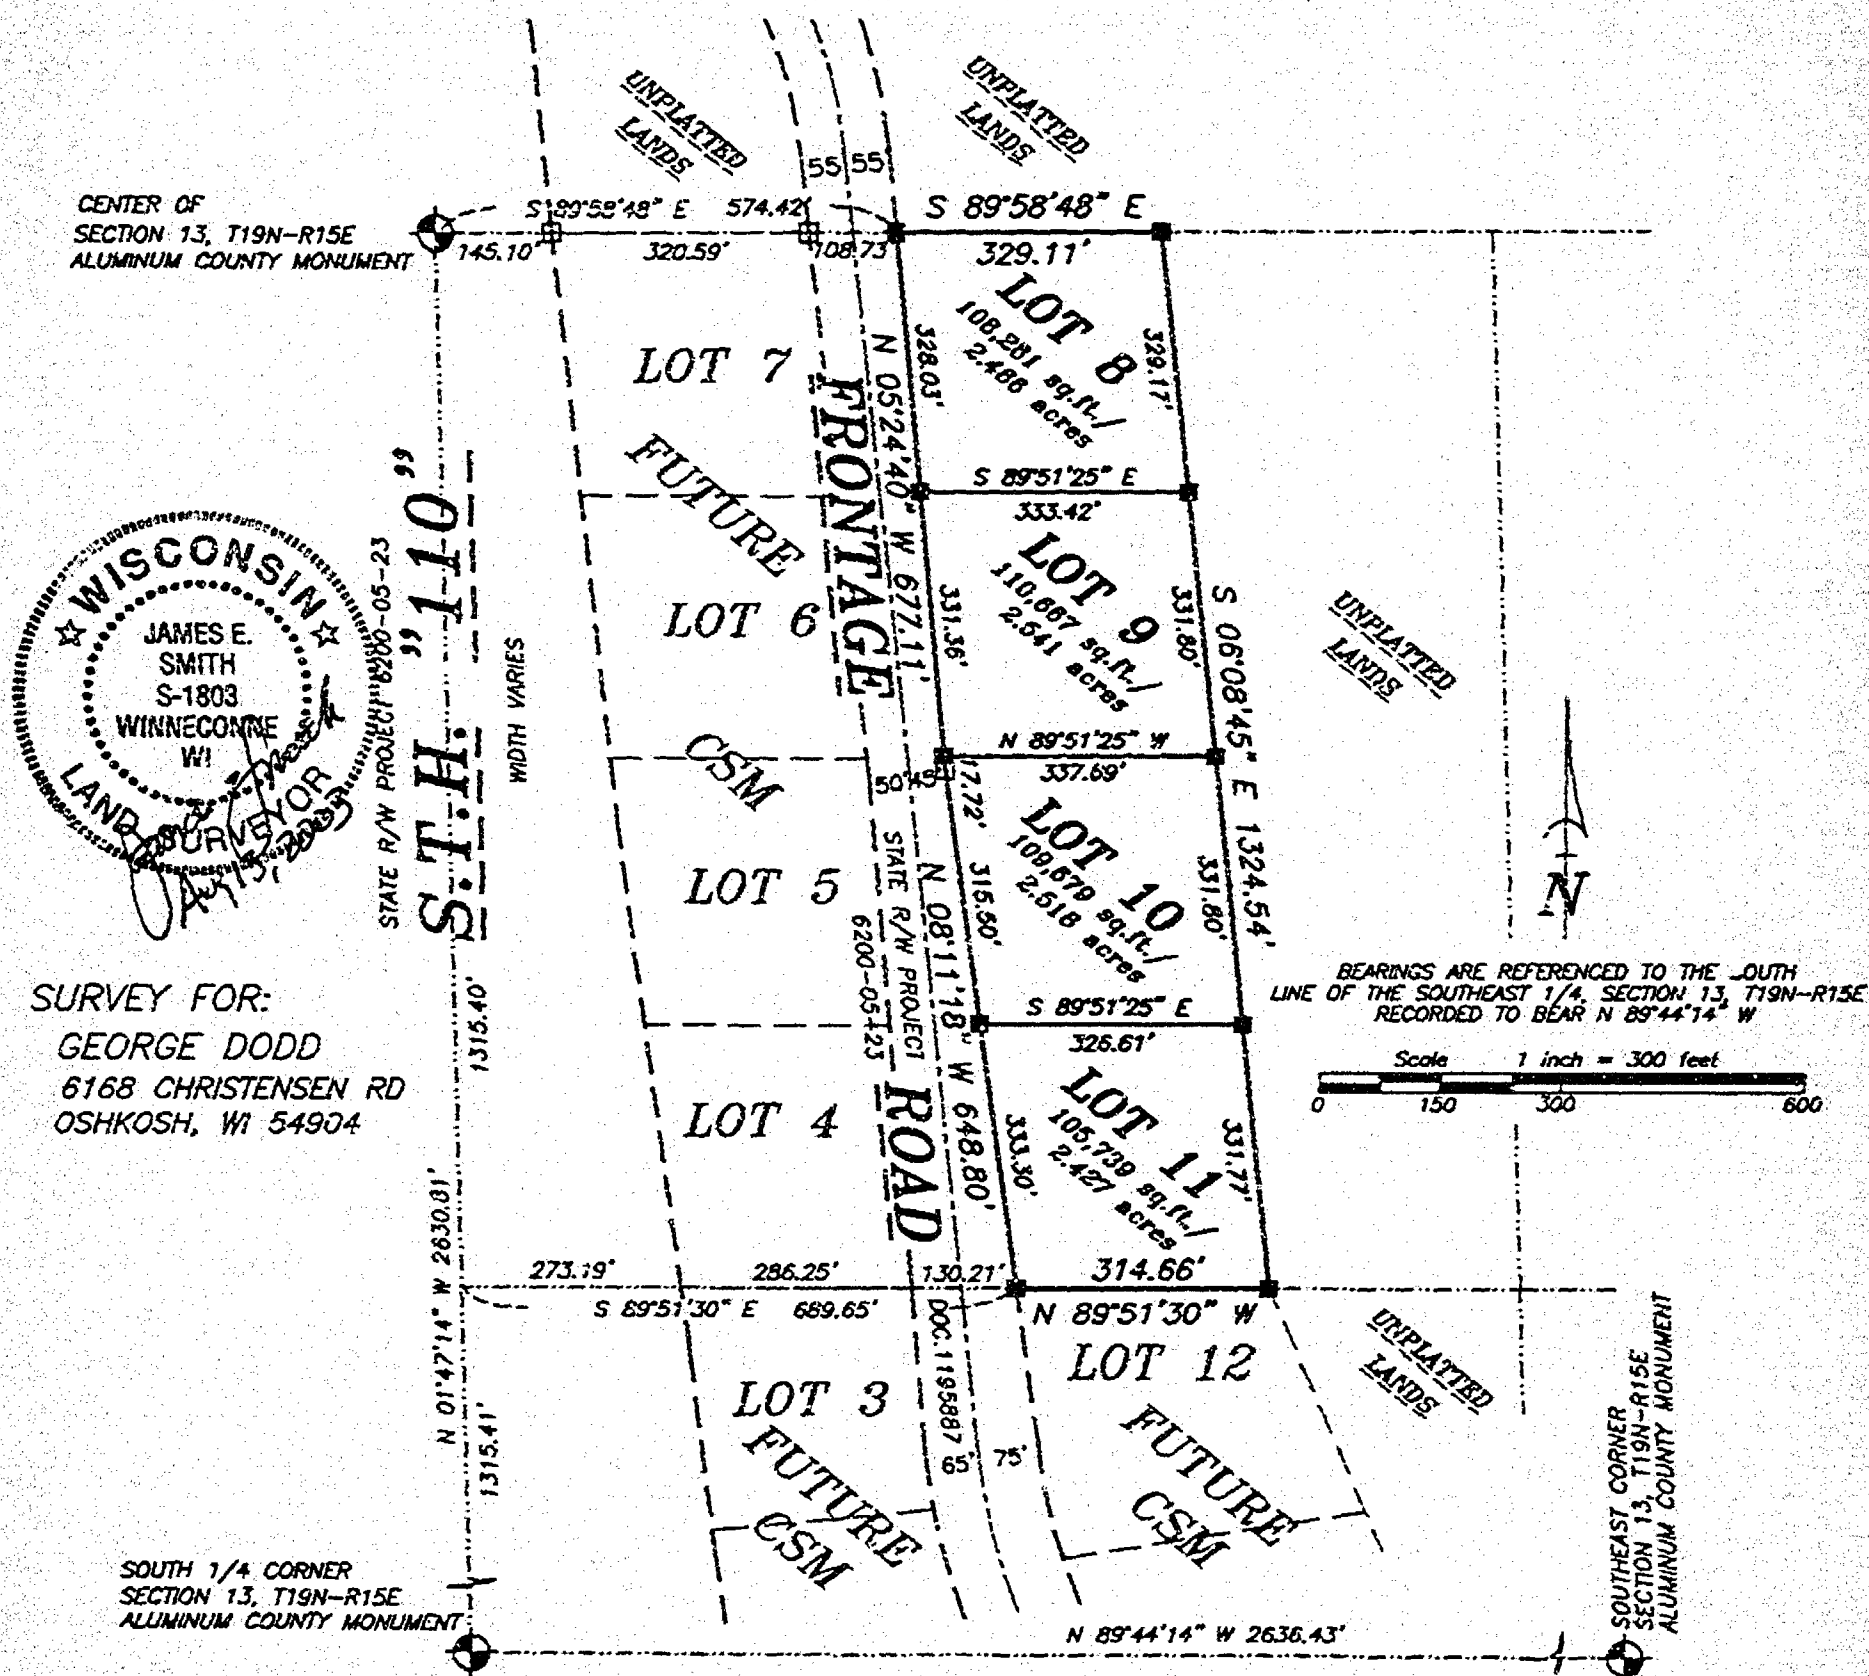 UNPLATTED
LANDS
UNPLATTED
LANDS
55' 55'
CENTER OF
SECTION 13, T19N-R15E
ALUMINUM COUNTY MONUMENT
S 89°58'48" E 574.42'
145.10' 320.59' 108.73'
S 89°58'48" E
329.11'
LOT 8
108,281 sq.ft./
2.486 acres
328.03'
329.17'
LOT 7
FUTURE
LOT 6
CSM
LOT 5
LOT 4
FRONTAGE
ROAD
N 05°24'40" W 677.11'
S 89°51'25" E
333.42'
LOT 9
110,667 sq.ft./
2.541 acres
331.36'
331.80'
S 06°08'45" E 1324.54'
UNPLATTED
LANDS
N 89°51'25" W
337.69'
50' 45'
17.72'
315.50'
LOT 10
109,679 sq.ft./
2.518 acres
331.80'
STATE R/W PROJECT
6200-05-23
N 08°11'18" W 648.80'
S 89°51'25" E
326.61'
LOT 11
105,739 sq.ft./
2.427 acres
333.30'
331.77'
314.66'
N 89°51'30" W
S.T.H. "110"
STATE R/W PROJECT 6200-05-23
WIDTH VARIES
WISCONSIN
JAMES E.
SMITH
S-1803
WINNECONNE
WI
LAND SURVEYOR
SURVEY FOR:
GEORGE DODD
6168 CHRISTENSEN RD
OSHKOSH, WI 54904
1315.40'
N 01°47'14" W 2630.81'
1315.41'
273.19' 286.25' 130.21'
S 89°51'30" E 689.65'
DOC.1195887
LOT 3
FUTURE
CSM
65' 75'
LOT 12
FUTURE
CSM
UNPLATTED
LANDS
N
BEARINGS ARE REFERENCED TO THE OUTH
LINE OF THE SOUTHEAST 1/4, SECTION 13, T19N-R15E
RECORDED TO BEAR N 89°44'14" W
Scale 1 inch = 300 feet
0 150 300 600
SOUTH 1/4 CORNER
SECTION 13, T19N-R15E
ALUMINUM COUNTY MONUMENT
N 89°44'14" W 2636.43'
SOUTHEAST CORNER
SECTION 13, T19N-R15E
ALUMINUM COUNTY MONUMENT